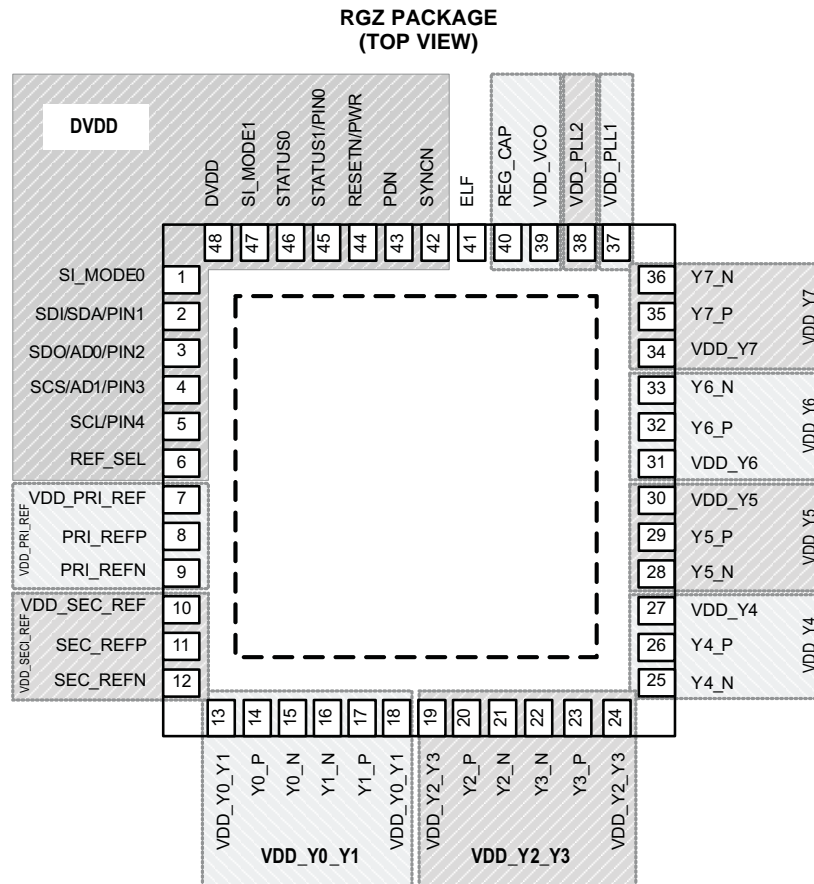 RGZ PACKAGE
(TOP VIEW)
DVDD
DVDD
SI_MODE1
STATUS0
STATUS1/PIN0
RESETN/PWR
PDN
SYNCN
ELF
REG_CAP
VDD_VCO
VDD_PLL2
VDD_PLL1
48
47
46
45
44
43
42
41
40
39
38
37
SI_MODE0
1
SDI/SDA/PIN1
2
SDO/AD0/PIN2
3
SCS/AD1/PIN3
4
SCL/PIN4
5
REF_SEL
6
VDD_PRI_REF
VDD_PRI_REF
7
PRI_REFP
8
PRI_REFN
9
VDD_SECI_REF
VDD_SEC_REF
10
SEC_REFP
11
SEC_REFN
12
36
Y7_N
35
Y7_P
34
VDD_Y7
VDD_Y7
33
Y6_N
32
Y6_P
31
VDD_Y6
VDD_Y6
30
VDD_Y5
29
Y5_P
28
Y5_N
VDD_Y5
27
VDD_Y4
26
Y4_P
25
Y4_N
VDD_Y4
13
14
15
16
17
18
19
20
21
22
23
24
VDD_Y0_Y1
Y0_P
Y0_N
Y1_N
Y1_P
VDD_Y0_Y1
VDD_Y2_Y3
Y2_P
Y2_N
Y3_N
Y3_P
VDD_Y2_Y3
VDD_Y0_Y1
VDD_Y2_Y3